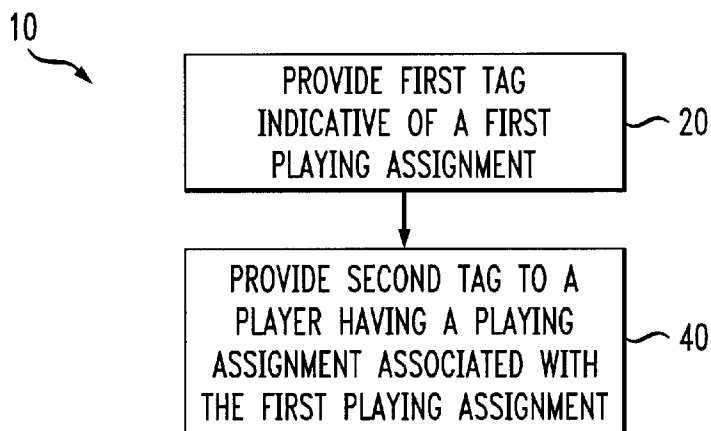 10
PROVIDE FIRST TAG
INDICATIVE OF A FIRST
PLAYING ASSIGNMENT
20
PROVIDE SECOND TAG TO A
PLAYER HAVING A PLAYING
ASSIGNMENT ASSOCIATED WITH
THE FIRST PLAYING ASSIGNMENT
40